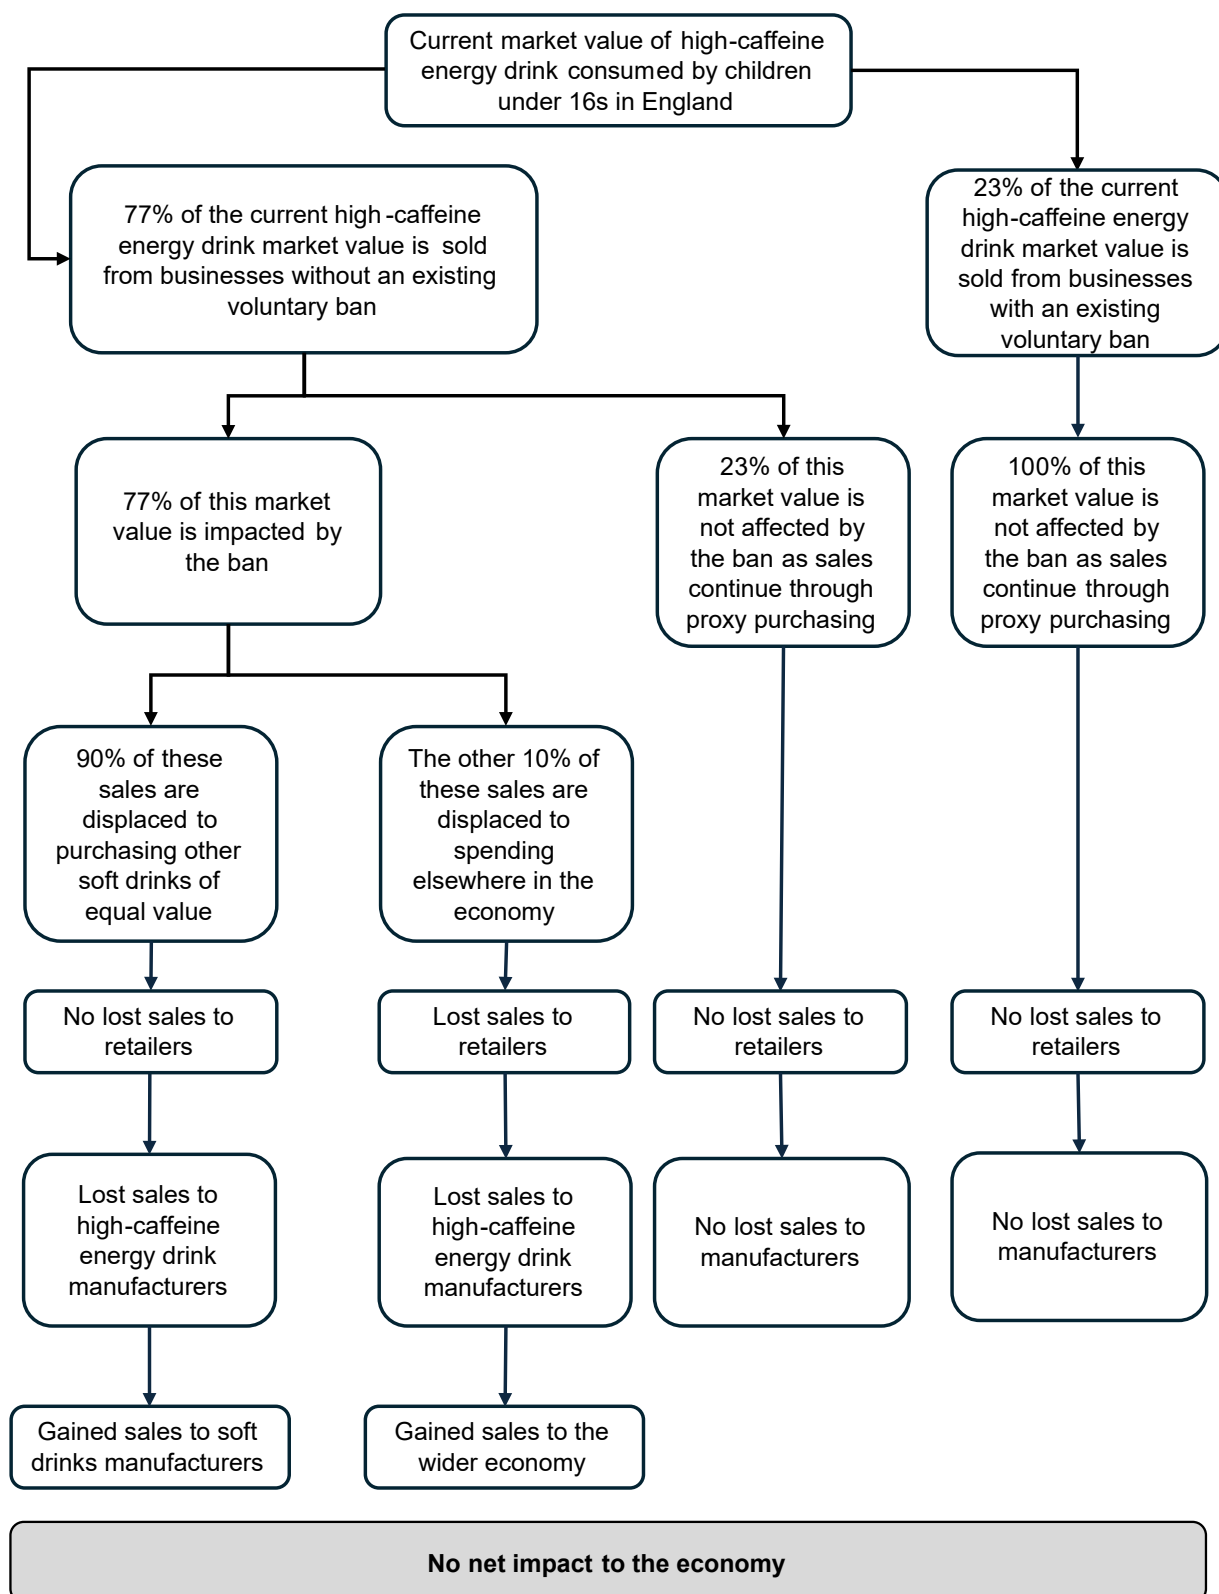 Current market value of high-caffeine
energy drink consumed by children
under 16s in England
77% of the current high-caffeine
energy drink market value is sold
from businesses without an existing
voluntary ban
23% of the current
high-caffeine energy
drink market value is
sold from businesses
with an existing
voluntary ban
77% of this market
value is impacted by
the ban
23% of this
market value is
not affected by
the ban as sales
continue through
proxy purchasing
100% of this
market value is
not affected by
the ban as sales
continue through
proxy purchasing
90% of these
sales are
displaced to
purchasing other
soft drinks of
equal value
The other 10% of
these sales are
displaced to
spending
elsewhere in the
economy
No lost sales to
retailers
Lost sales to
retailers
No lost sales to
retailers
No lost sales to
retailers
Lost sales to
high-caffeine
energy drink
manufacturers
Lost sales to
high-caffeine
energy drink
manufacturers
No lost sales to
manufacturers
No lost sales to
manufacturers
Gained sales to soft
drinks manufacturers
Gained sales to the
wider economy
No net impact to the economy